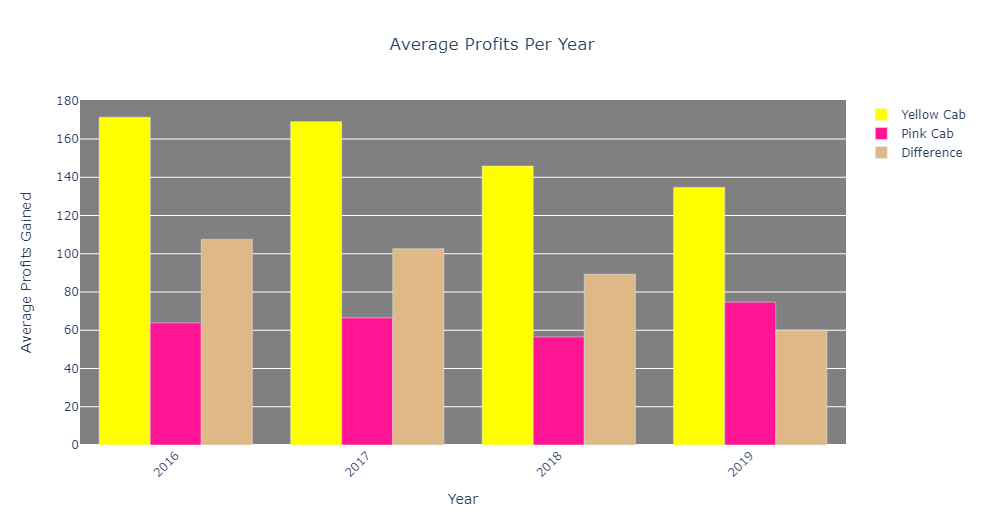 Average Profits Per Year
180
160
140
120
100
80
60
40
20
0
Average Profits Gained
2016
2017
2018
2019
Year
Yellow Cab
Pink Cab
Difference